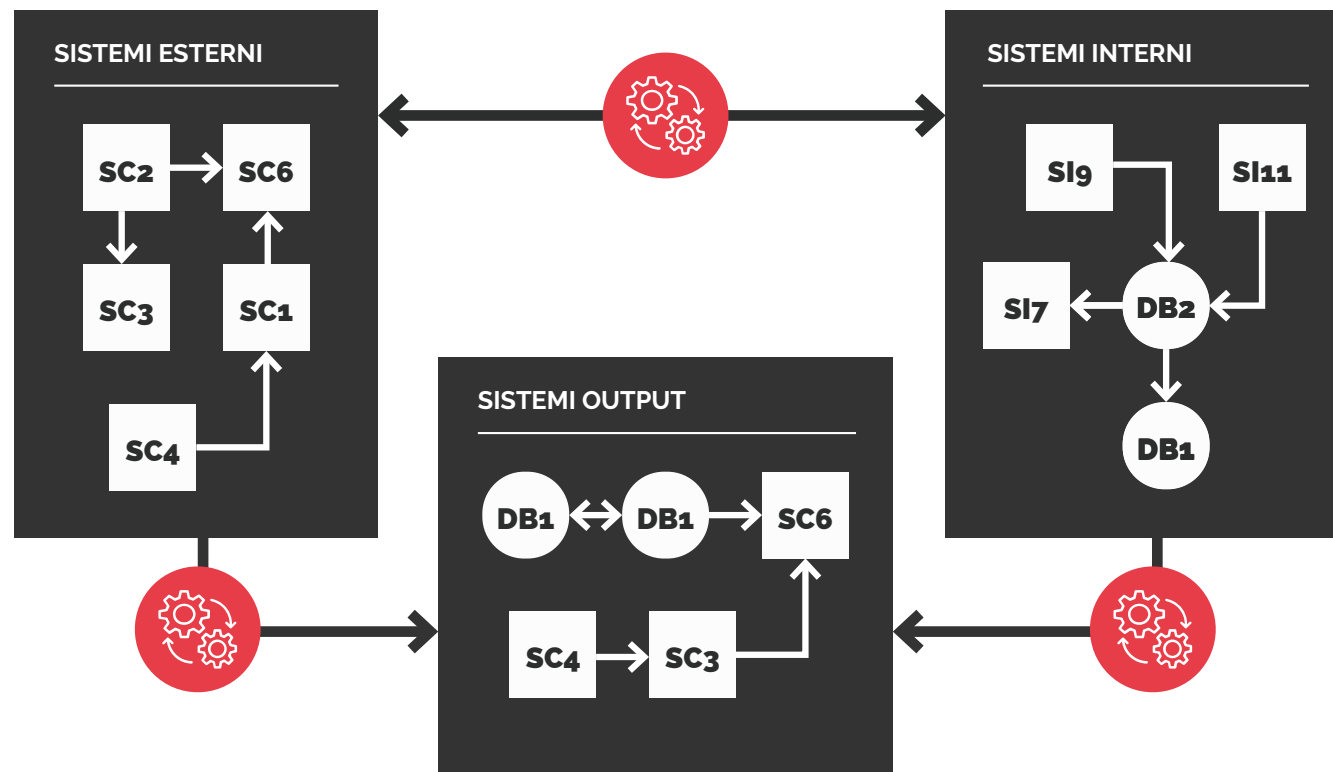 SISTEMI ESTERNI
SC2
SC6
SC3
SC1
SC4
SISTEMI INTERNI
SI9
SI11
SI7
DB2
DB1
SISTEMI OUTPUT
DB1
DB1
SC6
SC4
SC3